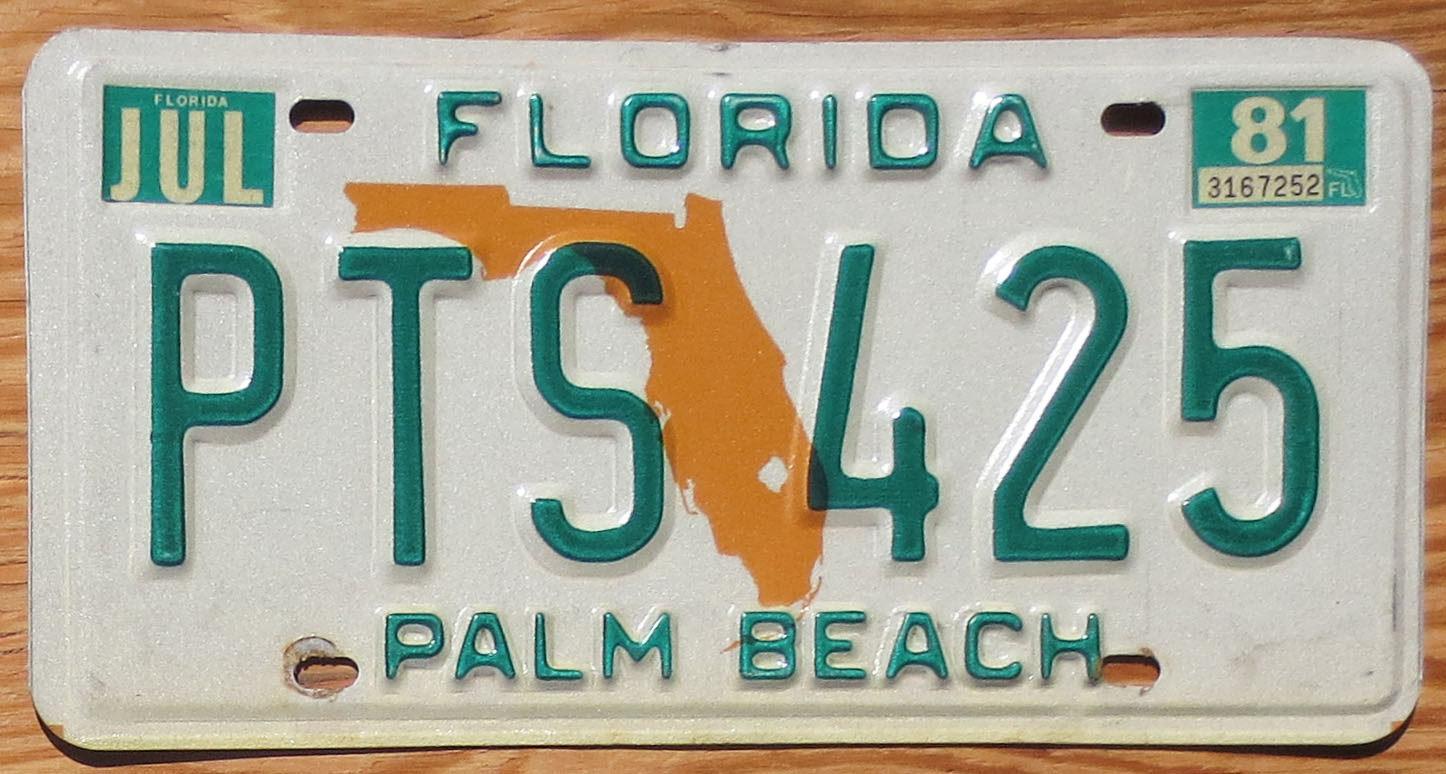 FLORIDA
JUL
FLORIDA
81
3167252 FL
PTS 425
PALM BEACH